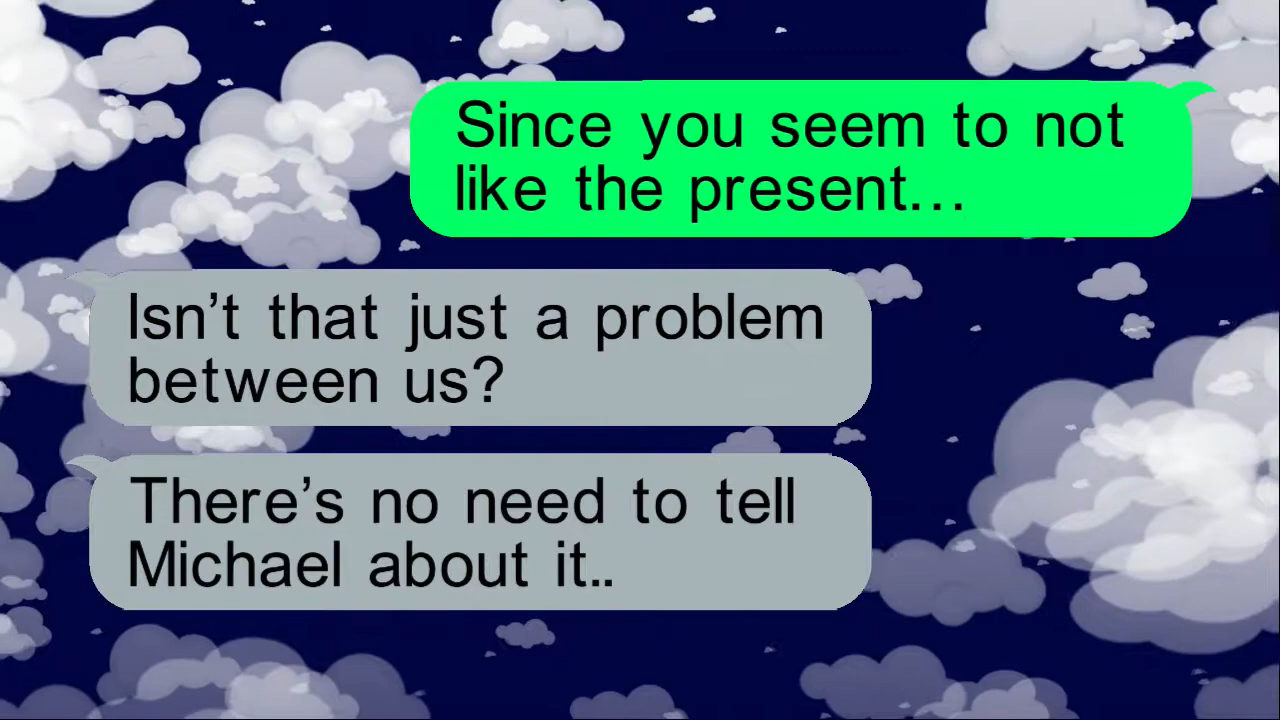 Since you seem to not
like the present...
Isn’t that just a problem
between us?
There’s no need to tell
Michael about it..